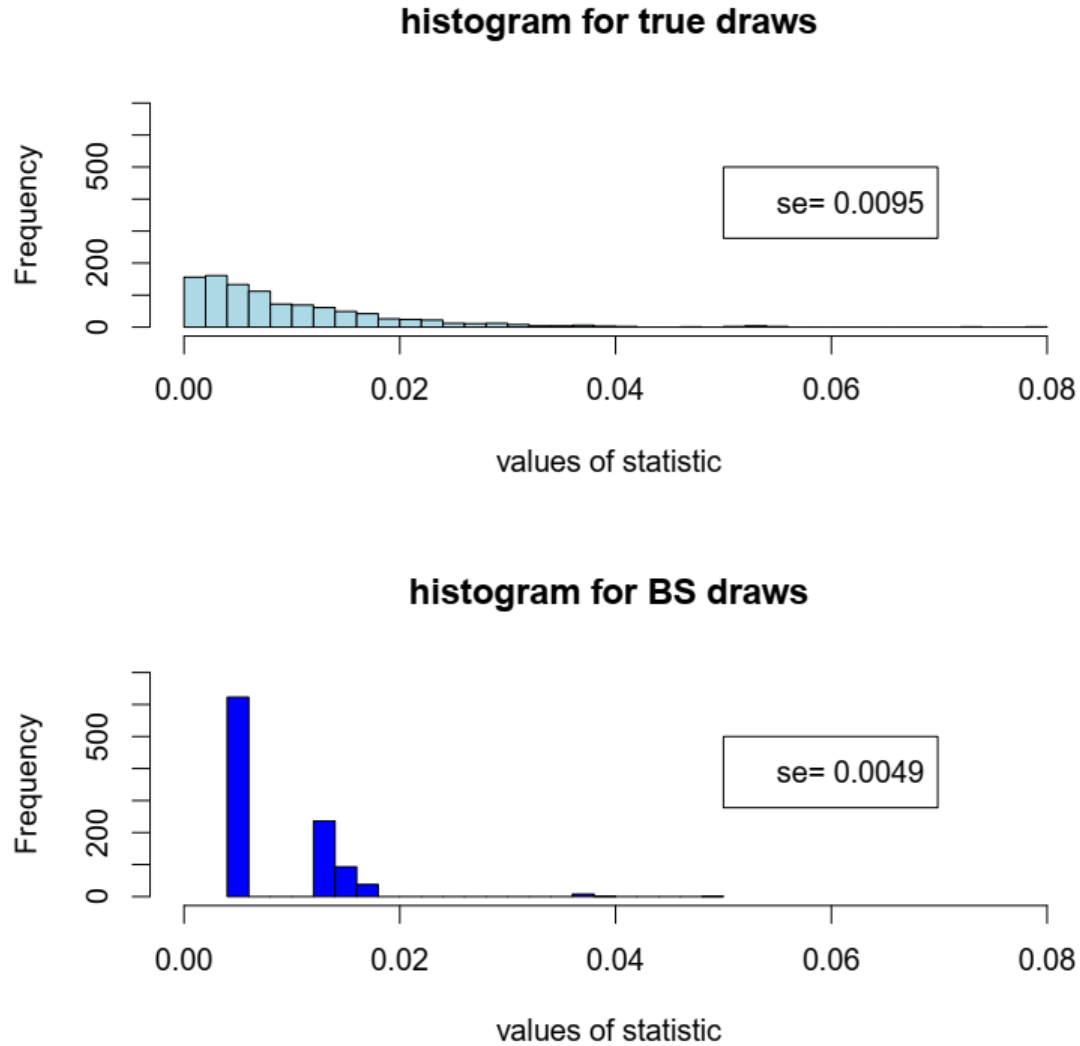 histogram for true draws
Frequency
500
200
0
se= 0.0095
0.00 0.02 0.04 0.06 0.08
values of statistic
histogram for BS draws
Frequency
500
200
0
se= 0.0049
0.00 0.02 0.04 0.06 0.08
values of statistic